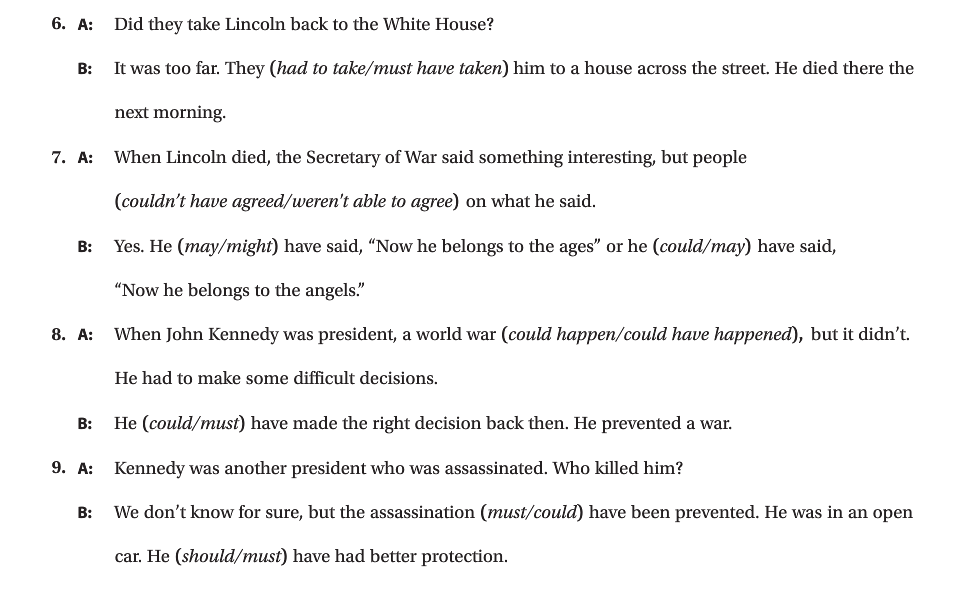 6. A: Did they take Lincoln back to the White House?
B: It was too far. They (had to take/must have taken) him to a house across the street. He died there the
next morning.
7. A: When Lincoln died, the Secretary of War said something interesting, but people
(couldn’t have agreed/weren't able to agree) on what he said.
B: Yes. He (may/might) have said, “Now he belongs to the ages” or he (could/may) have said,
“Now he belongs to the angels.”
8. A: When John Kennedy was president, a world war (could happen/could have happened), but it didn’t.
He had to make some difficult decisions.
B: He (could/must) have made the right decision back then. He prevented a war.
9. A: Kennedy was another president who was assassinated. Who killed him?
B: We don’t know for sure, but the assassination (must/could) have been prevented. He was in an open
car. He (should/must) have had better protection.